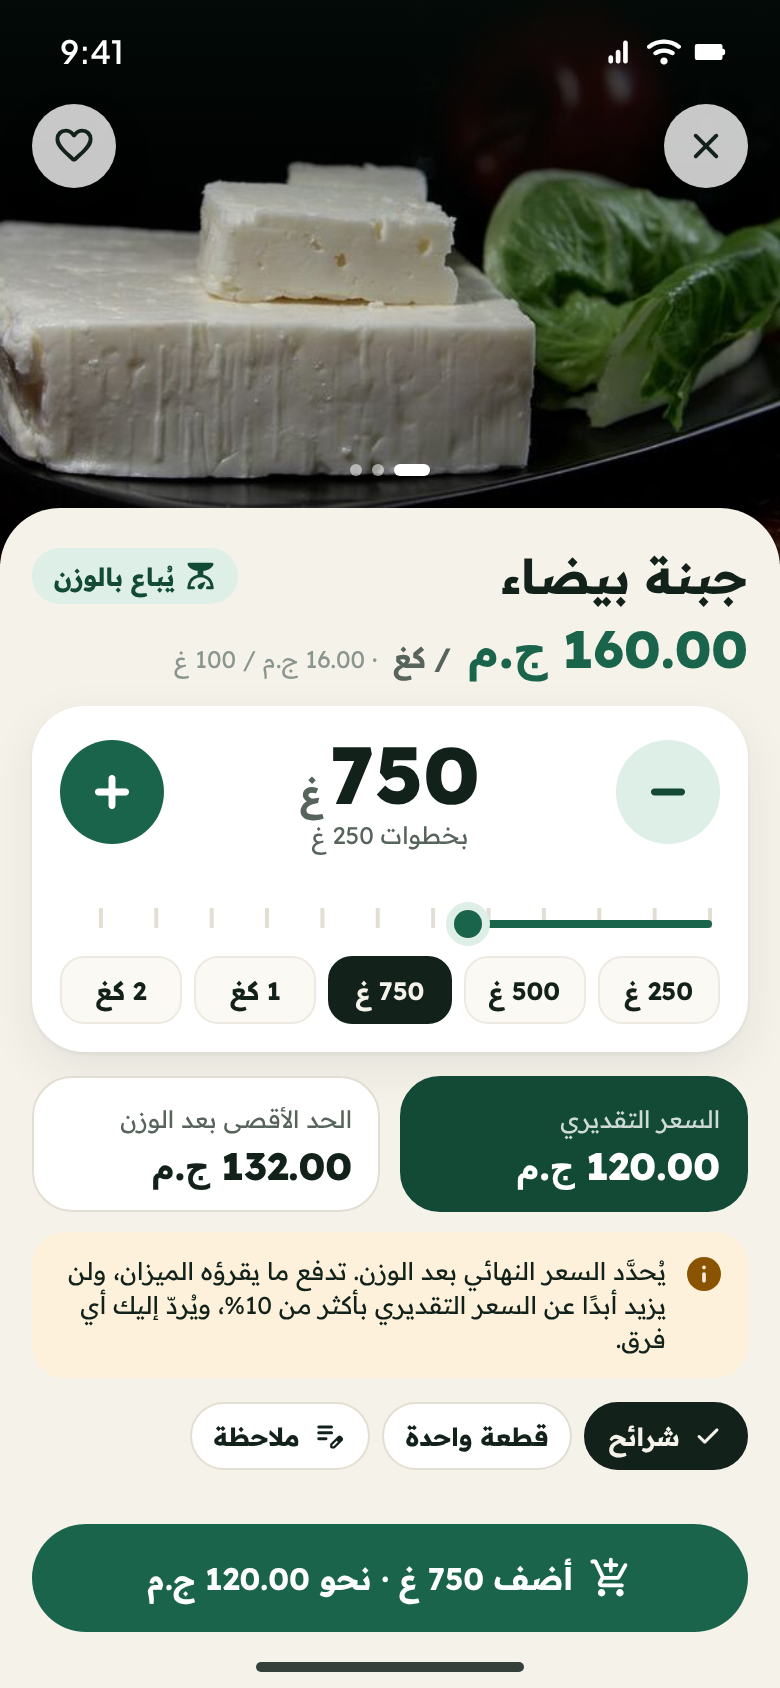 9:41
جبنة بيضاء
يُباع بالوزن
160.00 ج.م / كغ · 16.00 ج.م / 100 غ
750 غ
بخطوات 250 غ
250 غ
500 غ
750 غ
1 كغ
2 كغ
السعر التقديري
120.00 ج.م
الحد الأقصى بعد الوزن
132.00 ج.م
يُحدَّد السعر النهائي بعد الوزن. تدفع ما يقرؤه الميزان، ولن
يزيد أبدًا عن السعر التقديري بأكثر من 10%، ويُردّ إليك أي
فرق.
شرائح
قطعة واحدة
ملاحظة
أضف 750 غ · نحو 120.00 ج.م